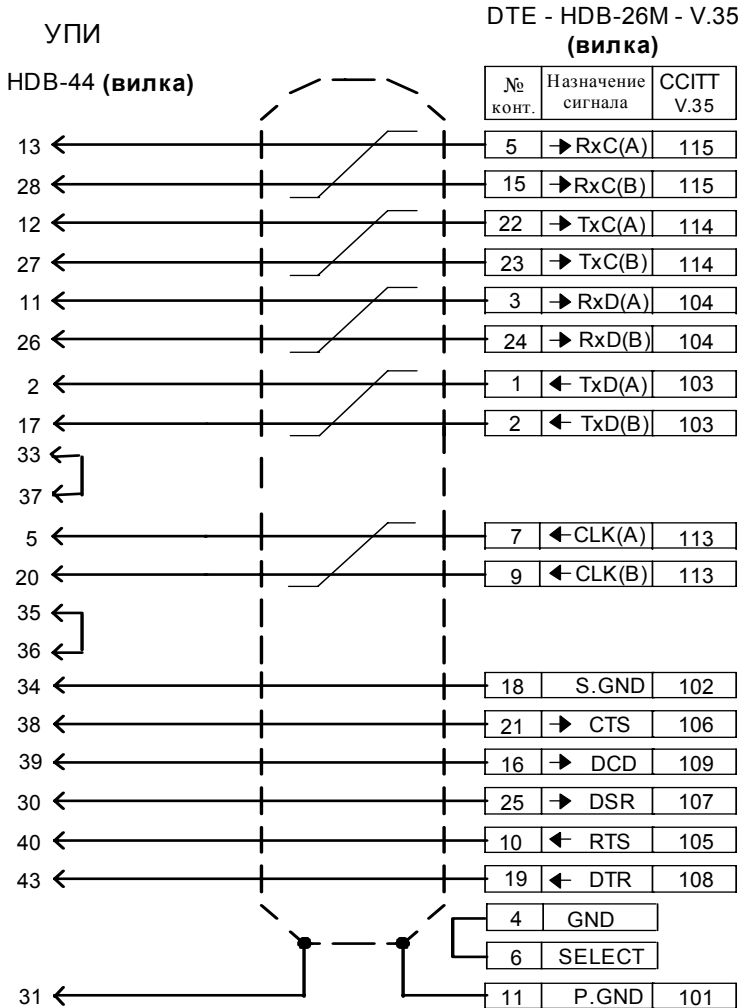 DTE - HDB-26M - V.35
УПИ
(вилка)
HDB-44 (вилка)
№ конт. Назначение сигнала CCITT V.35
13 5 RxC(A) 115
28 15 RxC(B) 115
12 22 TxC(A) 114
27 23 TxC(B) 114
11 3 RxD(A) 104
26 24 RxD(B) 104
2 1 TxD(A) 103
17 2 TxD(B) 103
33
37
5 7 CLK(A) 113
20 9 CLK(B) 113
35
36
34 18 S.GND 102
38 21 CTS 106
39 16 DCD 109
30 25 DSR 107
40 10 RTS 105
43 19 DTR 108
4 GND
6 SELECT
31 11 P.GND 101